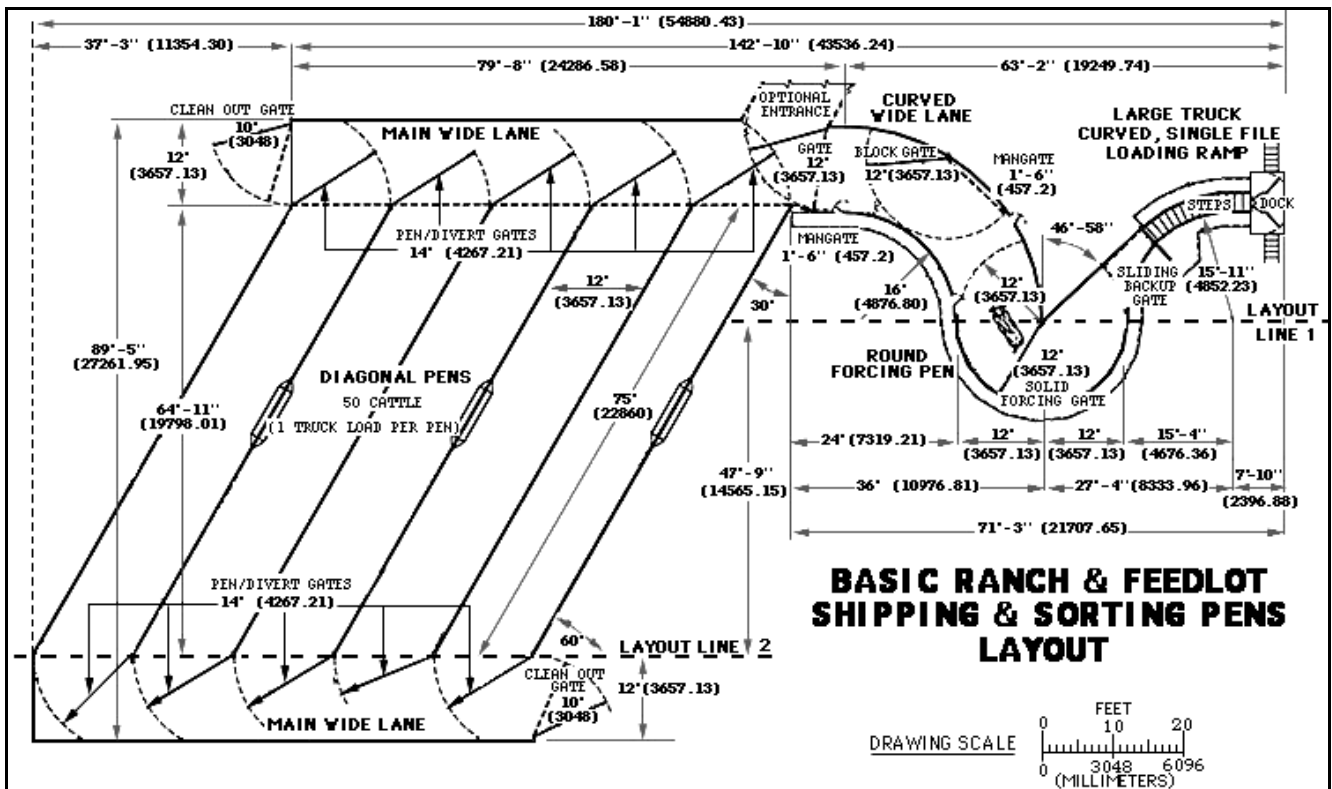 180'-1" (54880.43)
37'-3" (11354.30)
142'-10" (43536.24)
79'-8" (24286.58)
63'-2" (19249.74)
CLEAN OUT GATE
10'
(3048)
MAIN WIDE LANE
OPTIONAL
ENTRANCE
CURVED
WIDE LANE
LARGE TRUCK
CURVED, SINGLE FILE
LOADING RAMP
12'
(3657.13)
GATE
12'
(3657.13)
BLOCK GATE
12'(3657.13)
MANGATE
1'-6"
(457.2)
STEPS
DOCK
PEN/DIVERT GATES
14' (4267.21)
MANGATE
1'-6" (457.2)
46'-58"
12'
(3657.13)
16'
(4876.80)
12'
(3657.13)
SLIDING
BACKUP
GATE
15'-11"
(4852.23)
30'
LAYOUT
LINE 1
89'-5"
(27261.95)
ROUND
FORCING PEN
12'
(3657.13)
SOLID
FORCING GATE
DIAGONAL PENS
50 CATTLE
(1 TRUCK LOAD PER PEN)
64'-11"
(19798.01)
75'
(22860)
24'(7319.21)
12'
(3657.13)
12'
(3657.13)
15'-4"
(4676.36)
47'-9"
(14565.15)
36' (10976.81)
27'-4"(8333.96)
7'-10"
(2396.88)
71'-3" (21707.65)
PEN/DIVERT GATES
14' (4267.21)
BASIC RANCH & FEEDLOT
SHIPPING & SORTING PENS
LAYOUT
60'
LAYOUT LINE 2
CLEAN OUT
GATE
10'
(3048)
12'(3657.13)
MAIN WIDE LANE
DRAWING SCALE
FEET
0 10 20
0 3048 6096
(MILLIMETERS)